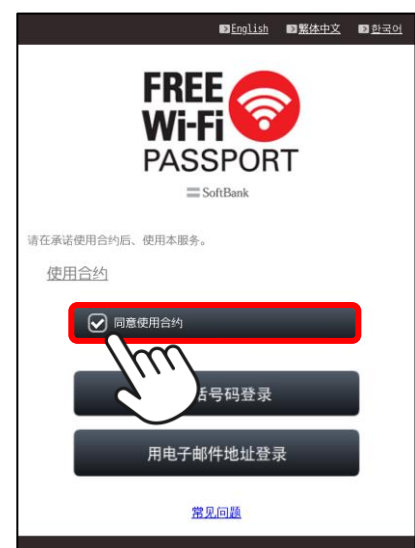 English 繁体中文 한국어
FREE
Wi-Fi
PASSPORT
SoftBank
请在承诺使用合约后、使用本服务。
使用合约
同意使用合约
号码登录
用电子邮件地址登录
常见问题